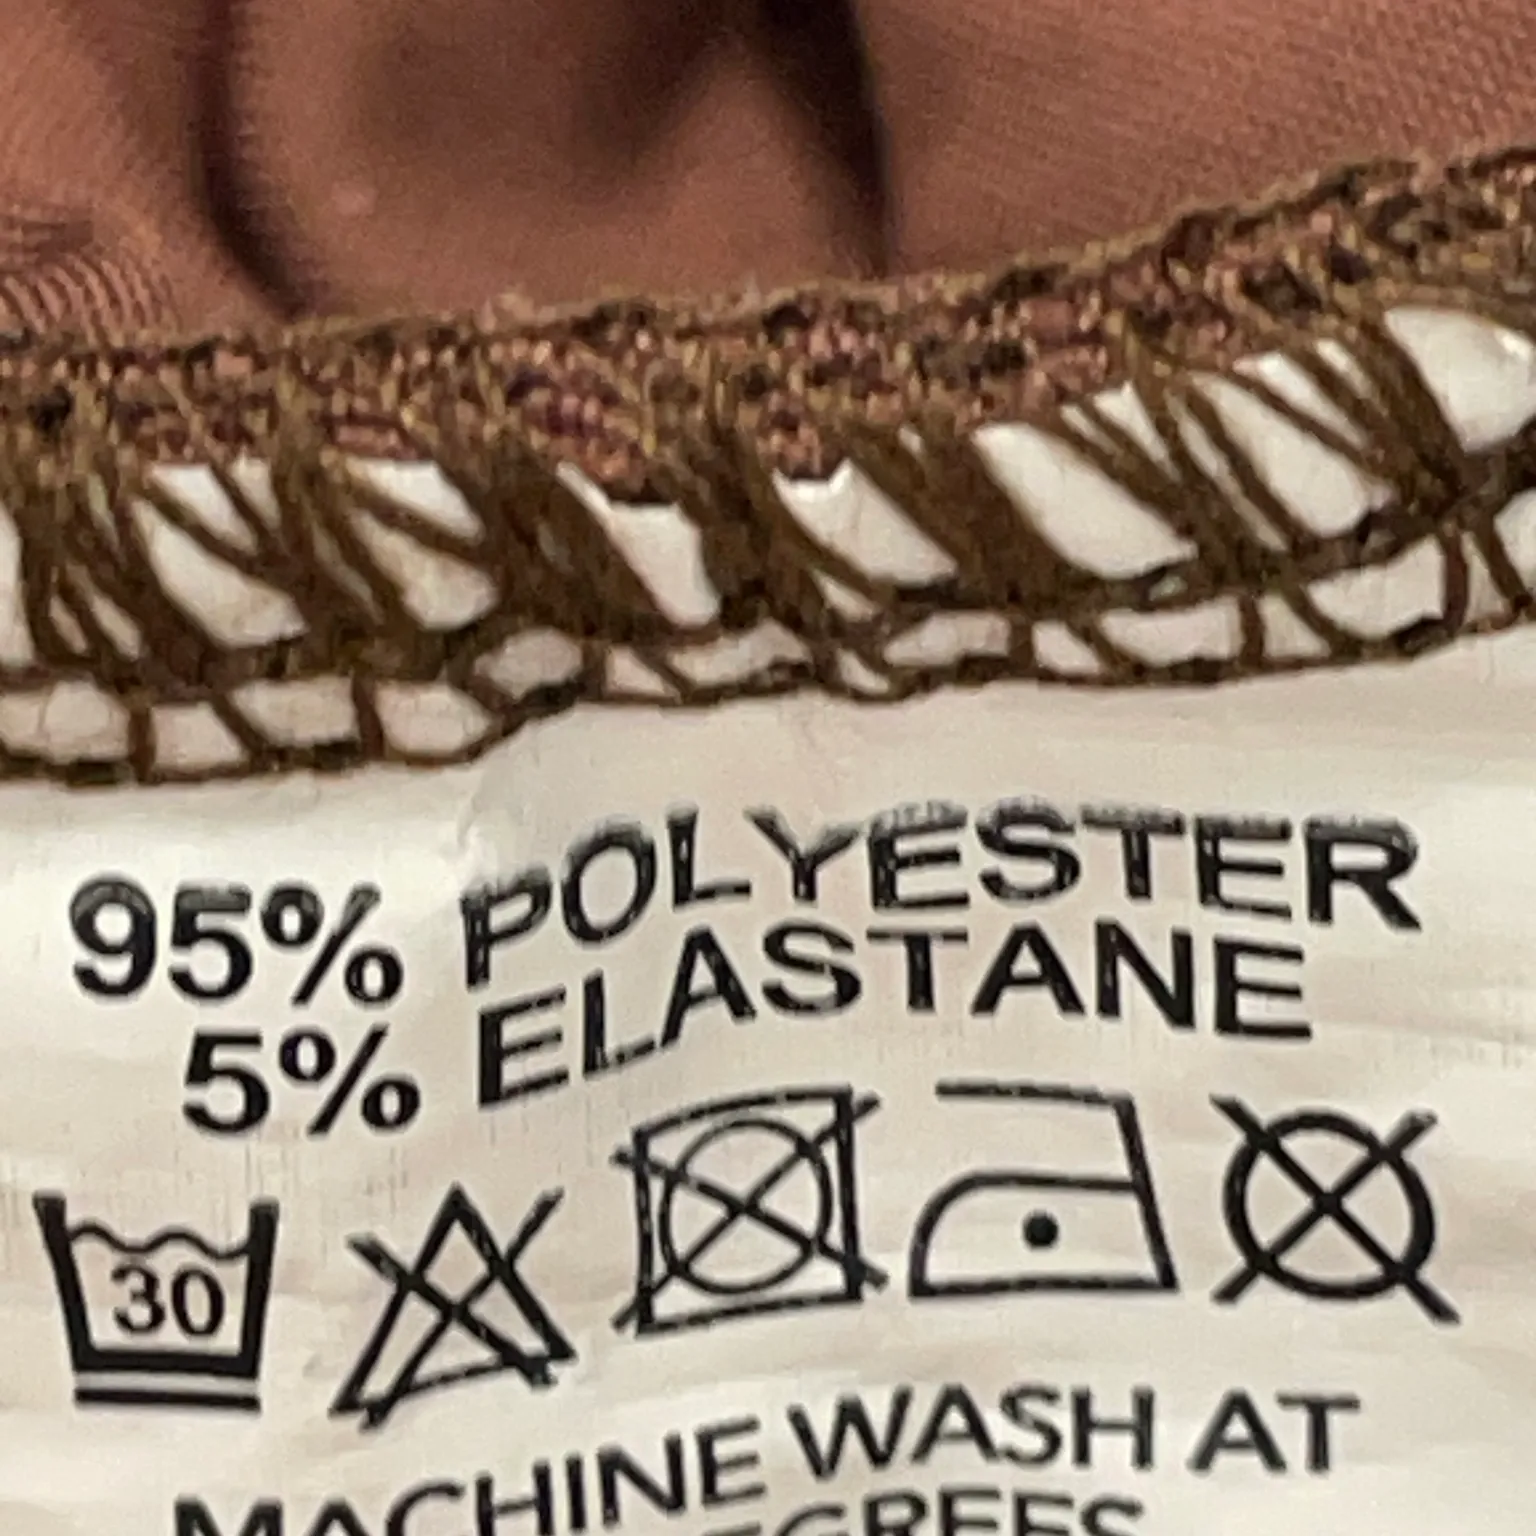 95% POLYESTER
5% ELASTANE
30
MACHINE WASH AT